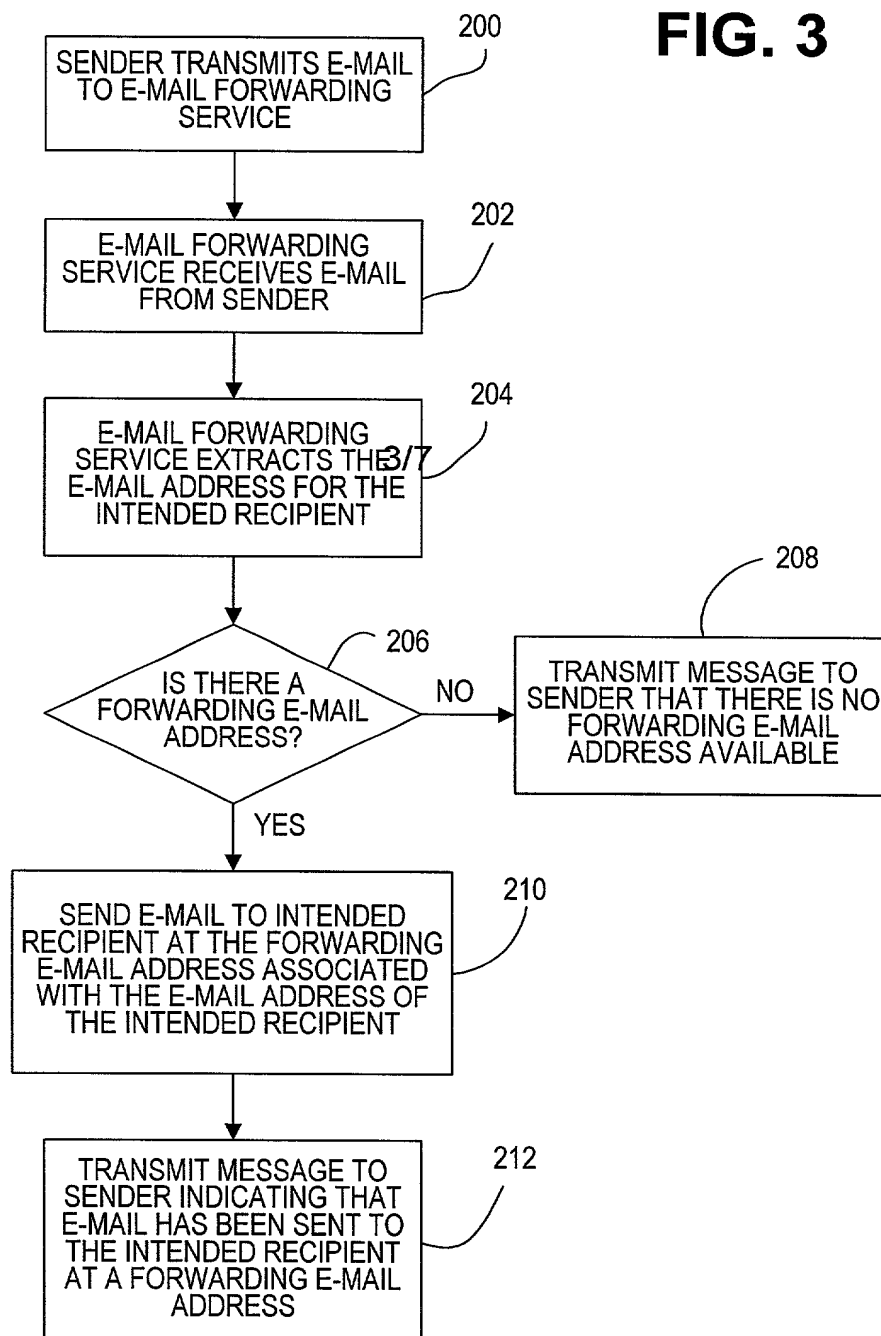 FIG. 3
200
SENDER TRANSMITS E-MAIL
TO E-MAIL FORWARDING
SERVICE
202
E-MAIL FORWARDING
SERVICE RECEIVES E-MAIL
FROM SENDER
204
E-MAIL FORWARDING
SERVICE EXTRACTS THE
3/7
E-MAIL ADDRESS FOR THE
INTENDED RECIPIENT
206
IS THERE A
FORWARDING E-MAIL
ADDRESS?
NO
208
TRANSMIT MESSAGE TO
SENDER THAT THERE IS NO
FORWARDING E-MAIL
ADDRESS AVAILABLE
YES
210
SEND E-MAIL TO INTENDED
RECIPIENT AT THE FORWARDING
E-MAIL ADDRESS ASSOCIATED
WITH THE E-MAIL ADDRESS OF
THE INTENDED RECIPIENT
212
TRANSMIT MESSAGE TO
SENDER INDICATING THAT
E-MAIL HAS BEEN SENT TO
THE INTENDED RECIPIENT
AT A FORWARDING E-MAIL
ADDRESS